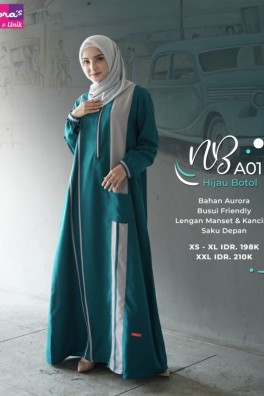 & Unik
NB A01
Hijau Botol
Bahan Aurora
Busui Friendly
Lengan Manset & Kancing
Saku Depan
XS - XL IDR. 198K
XXL IDR. 210K